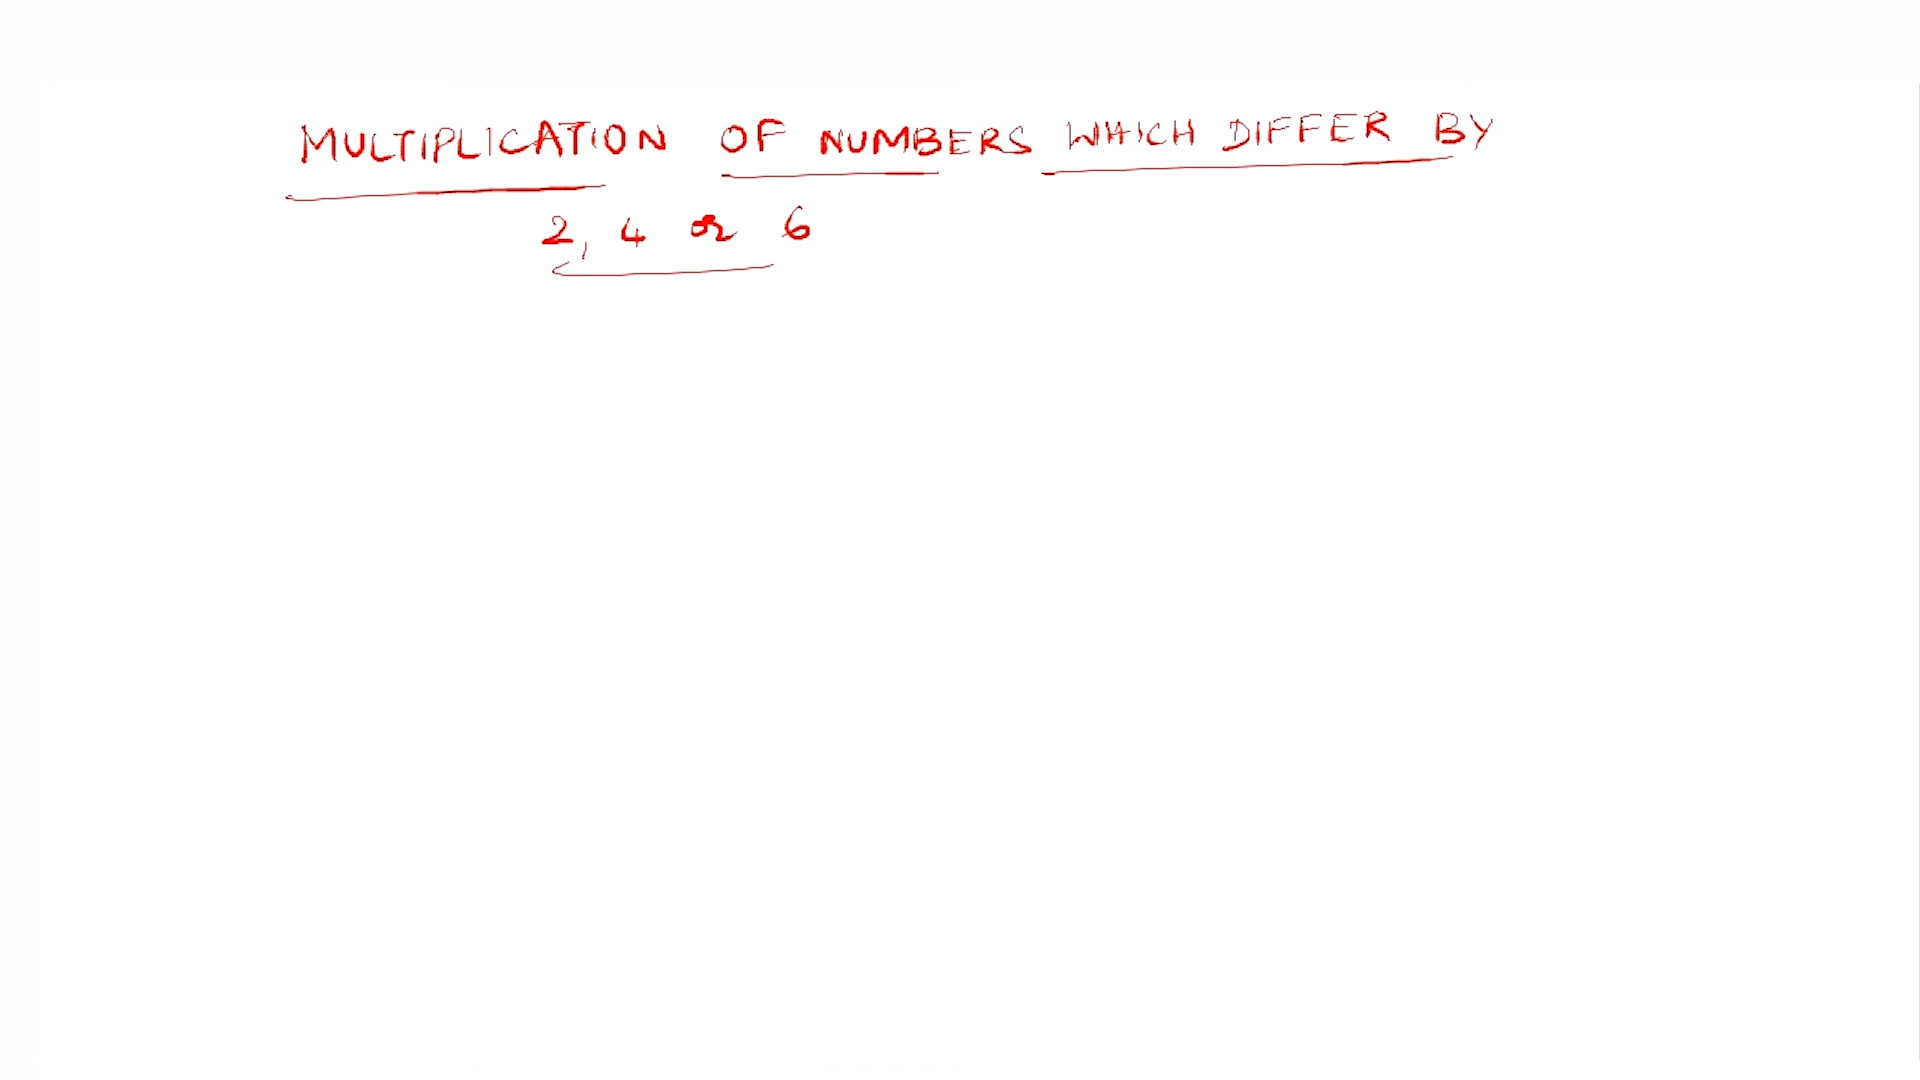 MULTIPLICATION OF NUMBERS WHICH DIFFER BY
2, 4 or 6